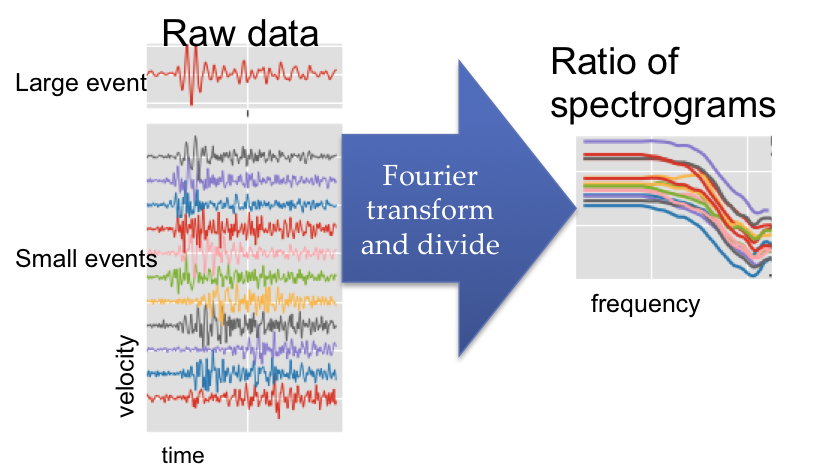 Raw data
Large event
Small events
velocity
time
Fourier
transform
and divide
Ratio of
spectrograms
frequency